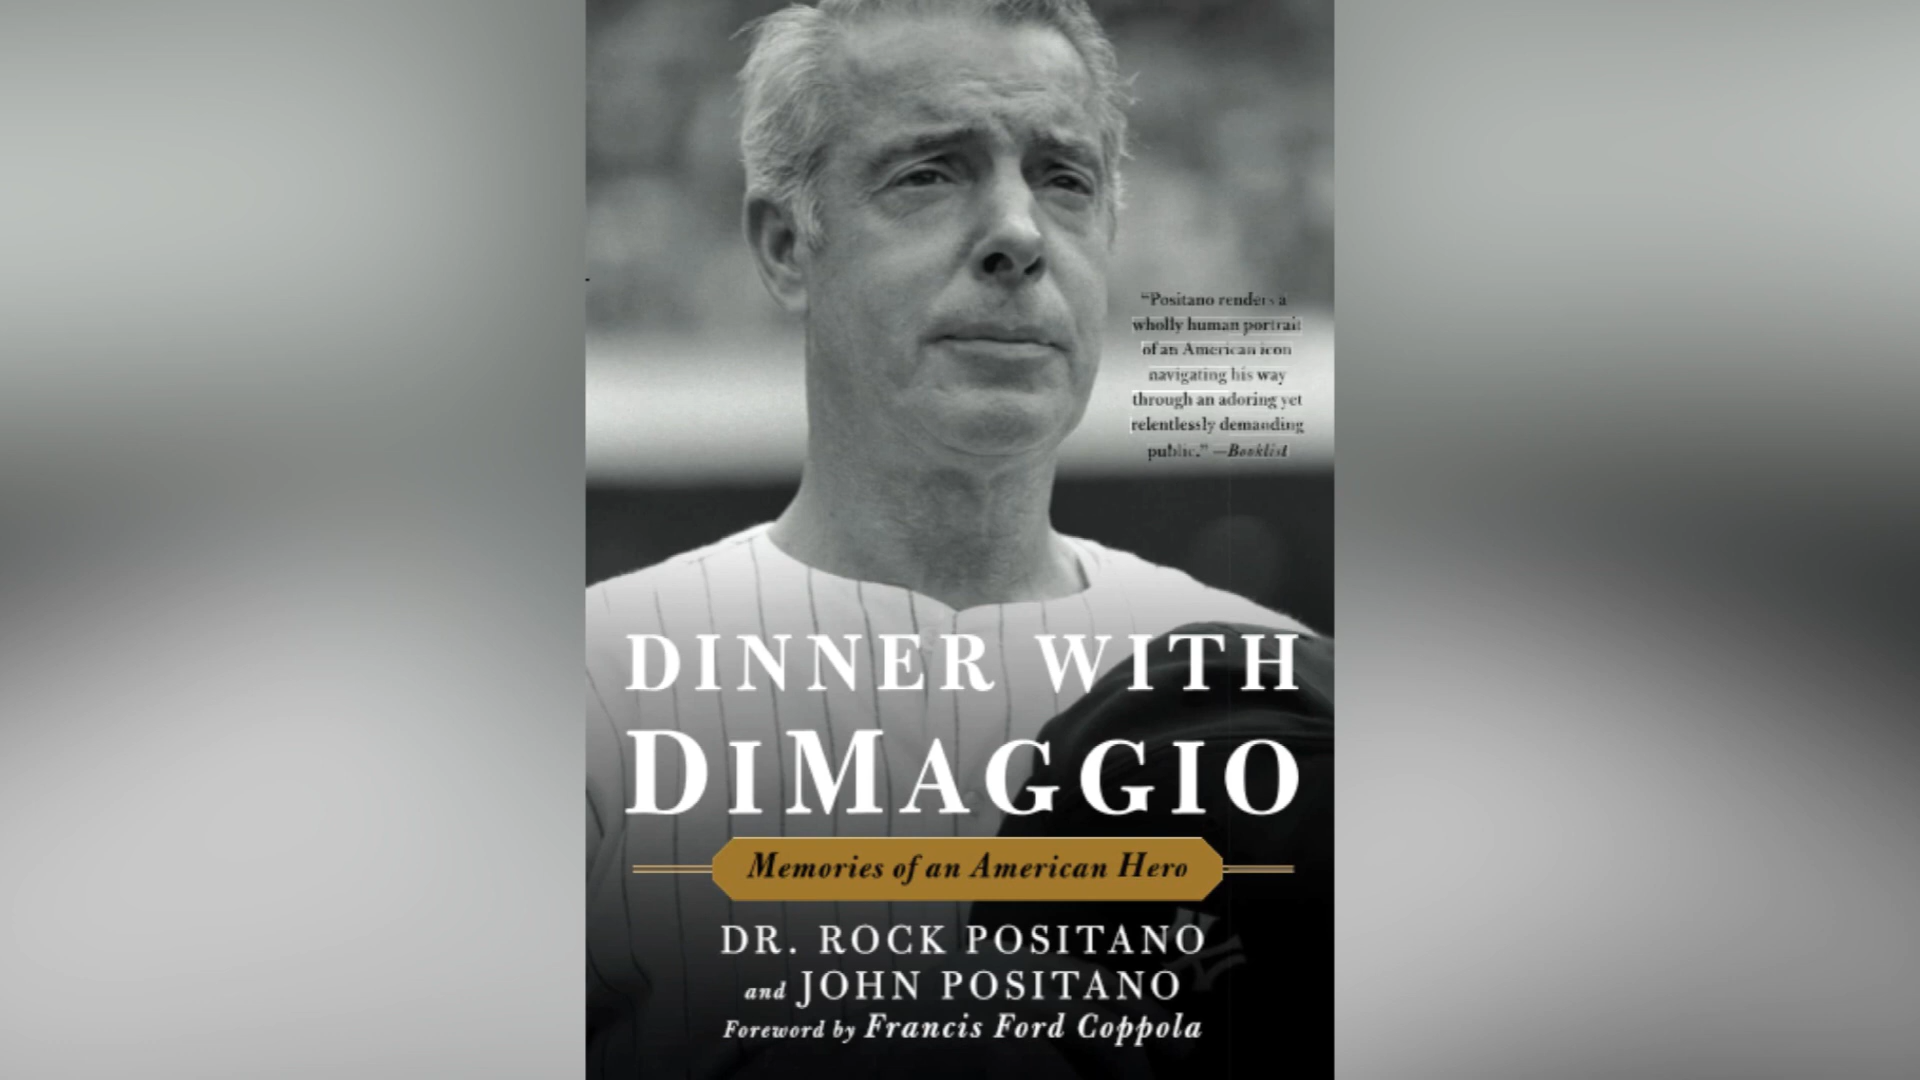 “Positano renders a
wholly human portrait
of an American icon
navigating his way
through an adoring yet
relentlessly demanding
public.” —Booklist
DINNER WITH
DIMAGGIO
Memories of an American Hero
DR. ROCK POSITANO
and JOHN POSITANO
Foreword by Francis Ford Coppola